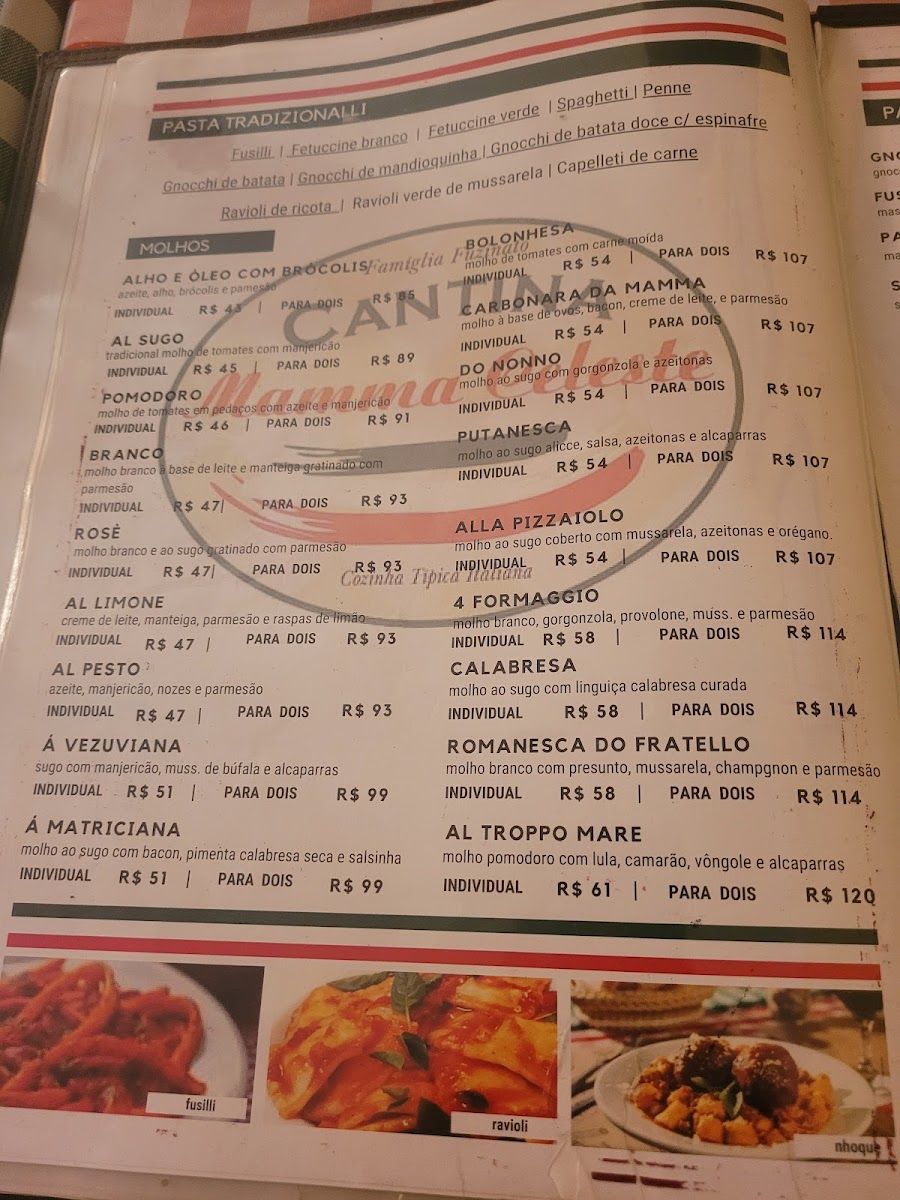 PASTA TRADIZIONALLI
Fusilli | Fetuccine branco | Fetuccine verde | Spaghetti | Penne
Gnocchi de batata | Gnocchi de mandioquinha | Gnocchi de batata doce c/ espinafre
Ravioli de ricota | Ravioli verde de mussarela | Capelleti de carne
MOLHOS
ALHO E ÓLEO COM BRÓCOLIS
azeite, alho, brócolis e pamesão
INDIVIDUAL R$ 43 | PARA DOIS R$ 85
AL SUGO
tradicional molho de tomates com manjericão
INDIVIDUAL R$ 45 | PARA DOIS R$ 89
POMODORO
molho de tomates em pedaços com azeite e manjericão
INDIVIDUAL R$ 46 | PARA DOIS R$ 91
BRANCO
molho branco à base de leite e manteiga gratinado com
parmesão
INDIVIDUAL R$ 47| PARA DOIS R$ 93
ROSÈ
molho branco e ao sugo gratinado com parmesão
INDIVIDUAL R$ 47| PARA DOIS R$ 93
AL LIMONE
creme de leite, manteiga, parmesão e raspas de limão
INDIVIDUAL R$ 47 | PARA DOIS R$ 93
AL PESTO
azeite, manjericão, nozes e parmesão
INDIVIDUAL R$ 47 | PARA DOIS R$ 93
Á VEZUVIANA
sugo com manjericão, muss. de búfala e alcaparras
INDIVIDUAL R$ 51 | PARA DOIS R$ 99
Á MATRICIANA
molho ao sugo com bacon, pimenta calabresa seca e salsinha
INDIVIDUAL R$ 51 | PARA DOIS R$ 99
BOLONHESA
molho de tomates com carne moída
INDIVIDUAL R$ 54 | PARA DOIS R$ 107
CARBONARA DA MAMMA
molho à base de ovos, bacon, creme de leite, e parmesão
INDIVIDUAL R$ 54 | PARA DOIS R$ 107
DO NONNO
molho ao sugo com gorgonzola e azeitonas
INDIVIDUAL R$ 54 | PARA DOIS R$ 107
PUTANESCA
molho ao sugo alicce, salsa, azeitonas e alcaparras
INDIVIDUAL R$ 54 | PARA DOIS R$ 107
ALLA PIZZAIOLO
molho ao sugo coberto com mussarela, azeitonas e orégano.
INDIVIDUAL R$ 54 | PARA DOIS R$ 107
4 FORMAGGIO
molho branco, gorgonzola, provolone, muss. e parmesão
INDIVIDUAL R$ 58 | PARA DOIS R$ 114
CALABRESA
molho ao sugo com linguiça calabresa curada
INDIVIDUAL R$ 58 | PARA DOIS R$ 114
ROMANESCA DO FRATELLO
molho branco com presunto, mussarela, champgnon e parmesão
INDIVIDUAL R$ 58 | PARA DOIS R$ 114
AL TROPPO MARE
molho pomodoro com lula, camarão, vôngole e alcaparras
INDIVIDUAL R$ 61 | PARA DOIS R$ 120
Famiglia Fuzinato
CANTINA
Mamma Celeste
Cozinha Tipica Italiana
fusilli
ravioli
nhoque